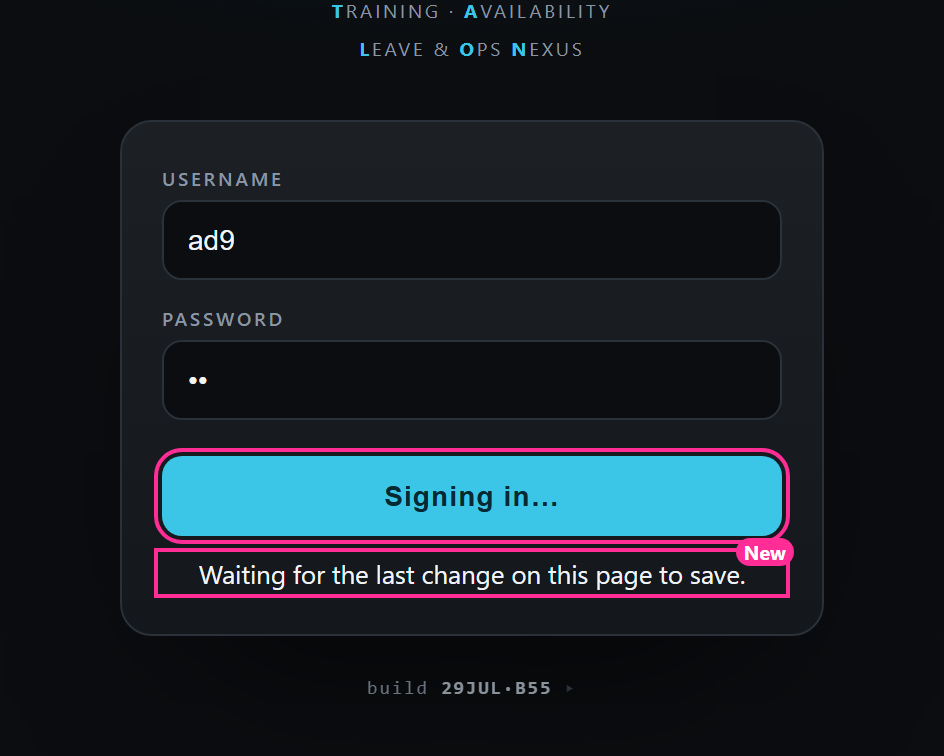 TRAINING · AVAILABILITY
LEAVE & OPS NEXUS
USERNAME
ad9
PASSWORD
••
Signing in...
New
Waiting for the last change on this page to save.
build 29JUL·B55 ▸